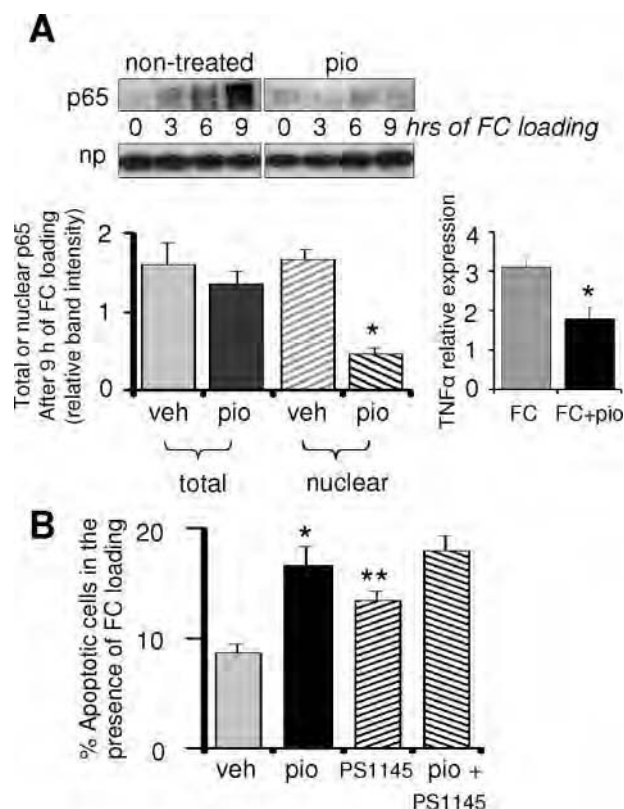 A
non-treated pio
p65
0 3 6 9 0 3 6 9 hrs of FC loading
np
Total or nuclear p65
After 9 h of FC loading
(relative band intensity)
2
1
0
veh pio veh pio
*
total nuclear
TNFα relative expression
4
3
2
1
0
*
FC FC+pio
B
% Apoptotic cells in the
presence of FC loading
20
10
0
*
**
veh pio PS1145 pio +
PS1145